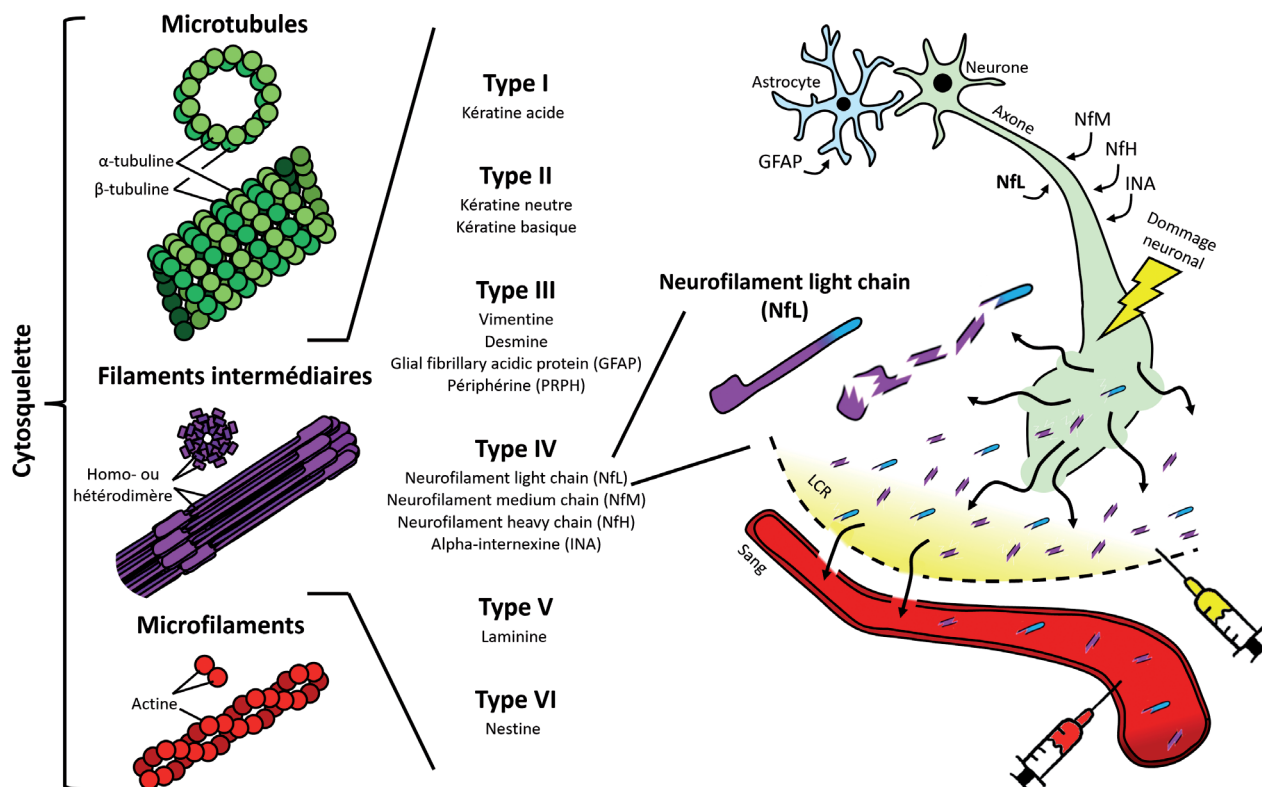 Cytosquelette
Microtubules
α-tubuline
β-tubuline
Filaments intermédiaires
Homo- ou
hétérodimère
Microfilaments
Actine
Type I
Kératine acide
Type II
Kératine neutre
Kératine basique
Type III
Vimentine
Desmine
Glial fibrillary acidic protein (GFAP)
Périphérine (PRPH)
Type IV
Neurofilament light chain (NfL)
Neurofilament medium chain (NfM)
Neurofilament heavy chain (NfH)
Alpha-internexine (INA)
Type V
Laminine
Type VI
Nestine
Neurofilament light chain
(NfL)
Astrocyte
Neurone
GFAP
Axone
NfM
NfH
INA
NfL
Dommage
neuronal
LCR
Sang